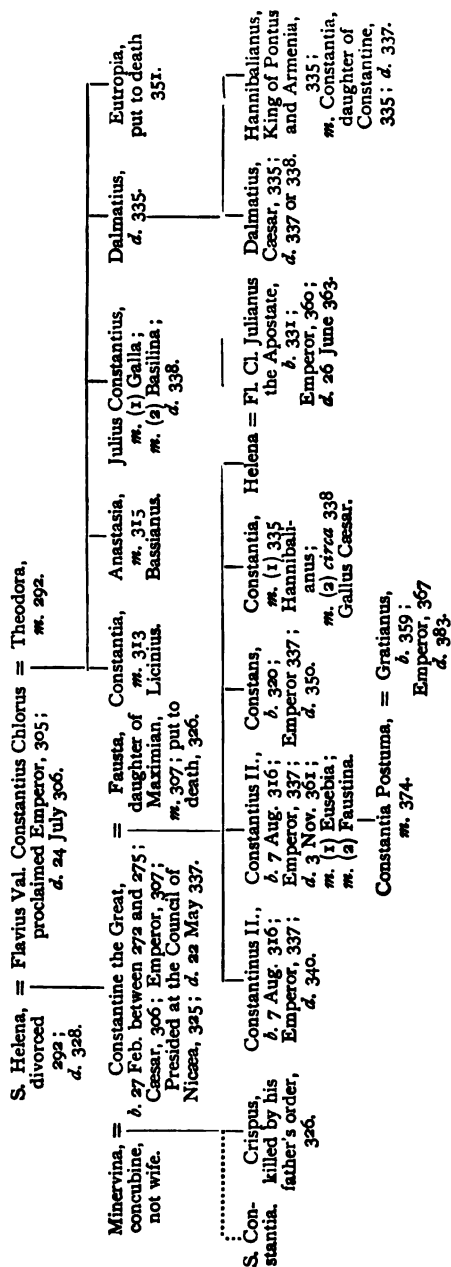 S. Helena,
divorced
292;
d. 328.
= Flavius Val. Constantius Chlorus =
proclaimed Emperor, 305;
d. 24 July 306.
Theodora,
m. 292.
Minervina,
concubine,
not wife.
=
Constantine the Great,
b. 27 Feb. between 272 and 275;
Cæsar, 306; Emperor, 307;
Presided at the Council of
Nicæa, 325; d. 22 May 337.
=
Fausta,
daughter of
Maximian,
m. 307; put to
death, 326.
Constantia,
m. 313
Licinius.
Anastasia,
m. 315
Bassianus.
Julius Constantius,
m. (1) Galla;
m. (2) Basilina;
d. 338.
Dalmatius,
d. 335.
Eutropia,
put to death
351.
S. Con-
stantia.
Crispus,
killed by his
father's order,
326.
Constantinus II.,
b. 7 Aug. 316;
Emperor, 337;
d. 340.
Constantius II.,
b. 7 Aug. 316;
Emperor, 337;
d. 3 Nov. 361;
m. (1) Eusebia;
m. (2) Faustina.
Constans,
b. 320;
Emperor 337;
d. 350.
Constantia,
m. (1) 335
Hannibali-
anus;
m. (2) circa 338
Gallus Cæsar.
Helena = Fl. Cl. Julianus
the Apostate,
b. 331;
Emperor, 360;
d. 26 June 363.
Dalmatius,
Cæsar, 335;
d. 337 or 338.
Hannibalianus,
King of Pontus
and Armenia,
335;
m. Constantia,
daughter of
Constantine,
335; d. 337.
Constantia Postuma,
m. 374.
= Gratianus,
b. 359;
Emperor, 367
d. 383.